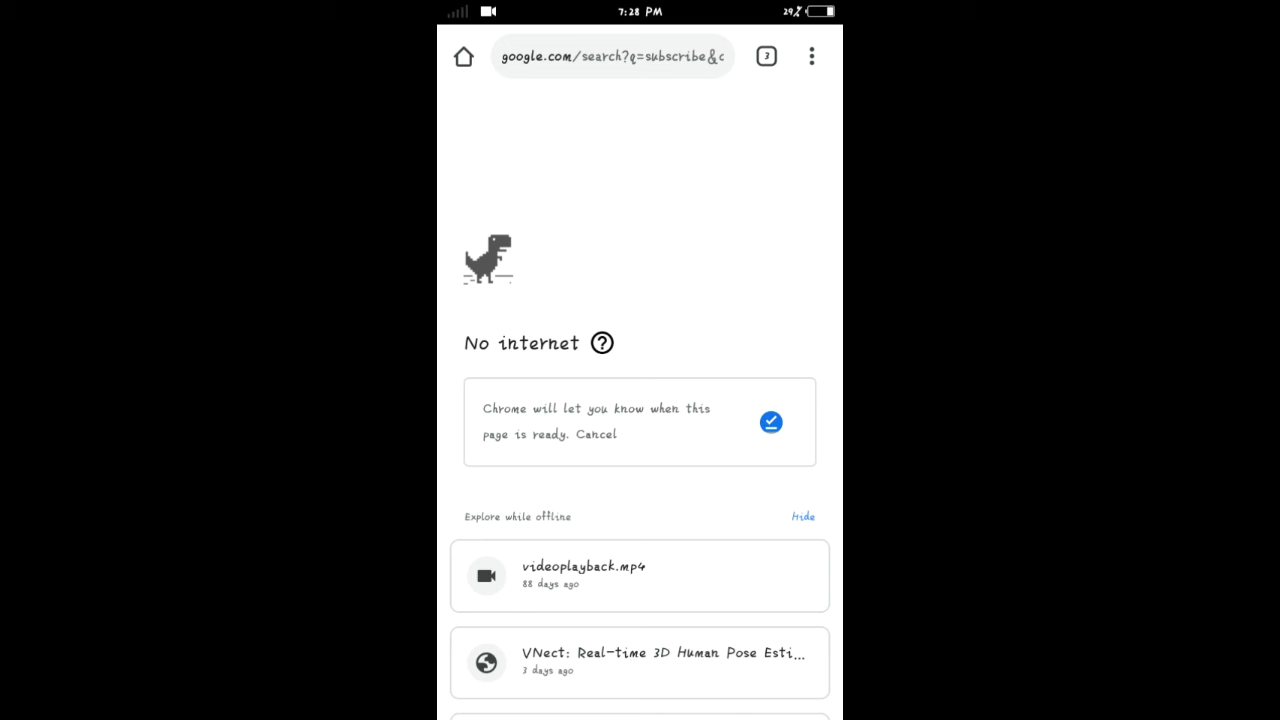 7:28 PM
29%
google.com/search?q=subscribe&c
3
No internet
Chrome will let you know when this
page is ready. Cancel
Explore while offline
Hide
videoplayback.mp4
88 days ago
VNect: Real-time 3D Human Pose Esti...
3 days ago